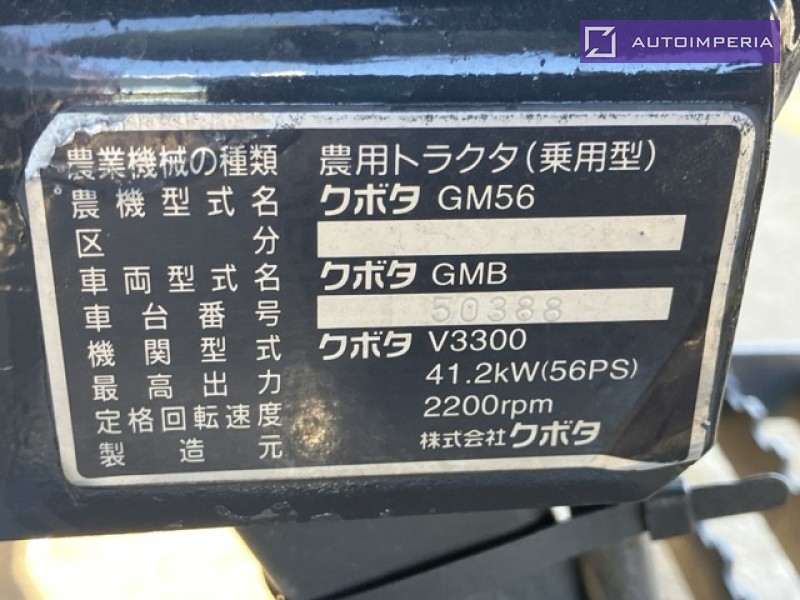 AUTOIMPERIA
農業機械の種類 農用トラクタ(乗用型)
農機型式名 クボタ GM56
区分
車両型式名 クボタ GMB
車台番号 50388
機関型式 クボタ V3300
最高出力 41.2kW(56PS)
定格回転速度 2200rpm
製造元 株式会社クボタ